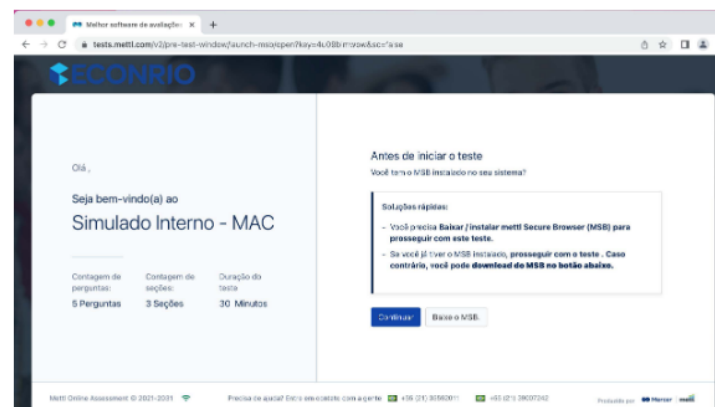 Melhor software de avaliações
tests.mettl.com/v2/pre-test-window/launch-msb/open?key=
ECONRIO
Olá ,
Seja bem-vindo(a) ao
Simulado Interno - MAC
Contagem de perguntas:
5 Perguntas
Contagem de seções:
3 Seções
Duração do teste
30 Minutos
Antes de iniciar o teste
Você tem o MSB instalado no seu sistema?
Soluções rápidas:
- Você precisa Baixar / instalar mettl Secure Browser (MSB) para
prosseguir com este teste.
- Se você já tiver o MSB instalado, prosseguir com o teste . Caso
contrário, você pode download do MSB no botão abaixo.
Continuar
Baixe o MSB.
Mettl Online Assessment © 2021-2031
Precisa de ajuda? Entre em contato com a gente
Produzido por
Mercer | mettl